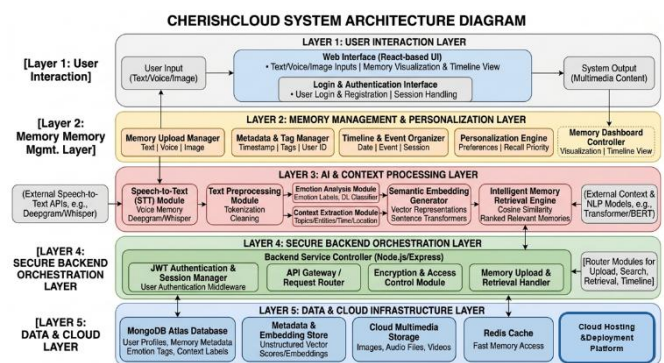 CHERISHCLOUD SYSTEM ARCHITECTURE DIAGRAM
[Layer 1: User
Interaction]
LAYER 1: USER INTERACTION LAYER
User Input
(Text/Voice/Image)
Web Interface (React-based UI)
• Text/Voice/Image Inputs | Memory Visualization & Timeline View
Login & Authentication Interface
• User Login & Registration | Session Handling
System Output
(Multimedia Content)
[Layer 2:
Memory Memory
Mgmt. Layer]
LAYER 2: MEMORY MANAGEMENT & PERSONALIZATION LAYER
Memory Upload Manager
Text | Voice | Image
Metadata & Tag Manager
Timestamp | Tags | User ID
Timeline & Event Organizer
Date | Event | Session
Personalization Engine
Preferences | Recall Priority
Memory Dashboard
Controller
Visualization | Timeline View
LAYER 3: AI & CONTEXT PROCESSING LAYER
(External Speech-to-
Text APIs, e.g.,
Deepgram/Whisper)
Speech-to-Text
(STT) Module
Voice Memory
Deepgram/Whisper
Text Preprocessing
Module
Tokenization
Cleaning
Emotion Analysis Module
Emotion Labels, DL Classifier
Context Extraction Module
Topics/Entities/Time/Location
Semantic Embedding
Generator
Vector Representations
Sentence Transformers
Intelligent Memory
Retrieval Engine
Cosine Similarity
Ranked Relevant Memories
(External Context &
NLP Models, e.g.,
Transformer/BERT)
[Layer 4:
SECURE BACKEND
ORCHESTRATION
LAYER]
LAYER 4: SECURE BACKEND ORCHESTRATION LAYER
Backend Service Controller (Node.js/Express)
JWT Authentication &
Session Manager
User Authentication Middleware
API Gateway /
Request Router
Encryption & Access
Control Module
Memory Upload &
Retrieval Handler
[Router Modules for
Upload, Search,
Retrieval, Timeline]
[LAYER 5:
DATA & CLOUD
LAYER]
LAYER 5: DATA & CLOUD INFRASTRUCTURE LAYER
MongoDB Atlas Database
User Profiles, Memory Metadata
Emotion Tags, Context Labels
Metadata &
Embedding Store
Unstructured Vector
Scores/Embeddings
Cloud Multimedia
Storage
Images, Audio Files, Videos
Redis Cache
Fast Memory Access
Cloud Hosting
&Deployment
Platform